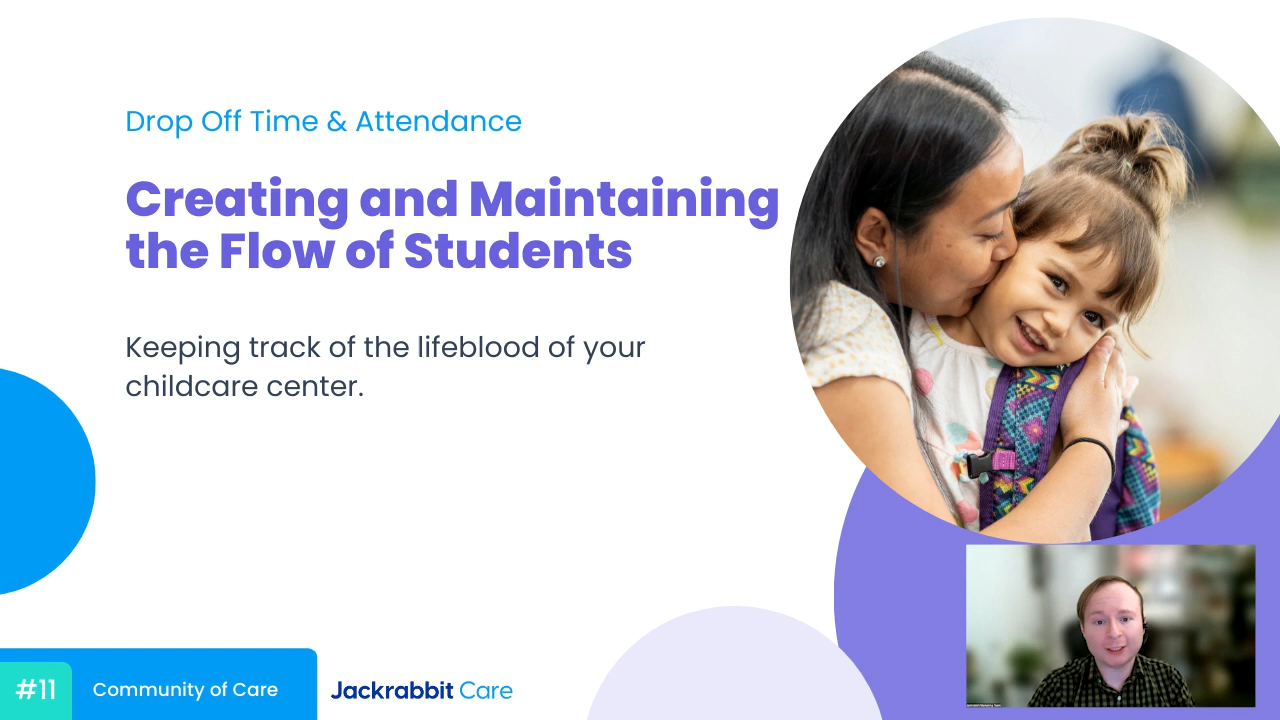 Drop Off Time & Attendance
Creating and Maintaining
the Flow of Students
Keeping track of the lifeblood of your
childcare center.
#11
Community of Care
Jackrabbit Care